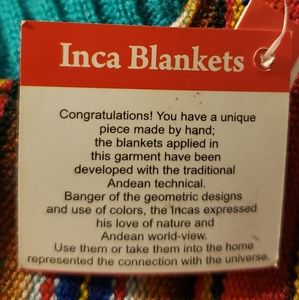 Inca Blankets
Congratulations! You have a unique
piece made by hand;
the blankets applied in
this garment have been
developed with the traditional
Andean technical.
Banger of the geometric designs
and use of colors, the Incas expressed
his love of nature and
Andean world-view.
Use them or take them into the home
represented the connection with the universe.